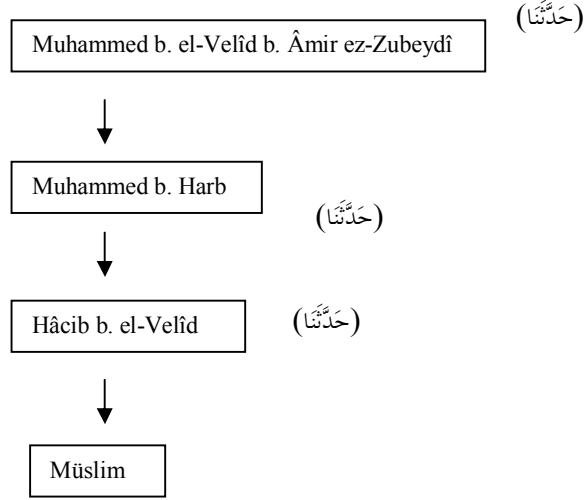 (حَدَّثَنَا)
Muhammed b. el-Velîd b. Âmir ez-Zubeydî
Muhammed b. Harb
(حَدَّثَنَا)
Hâcib b. el-Velîd
(حَدَّثَنَا)
Müslim